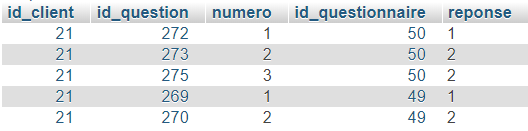 id_client id_question numero id_questionnaire reponse
21 272 1 50 1
21 273 2 50 2
21 275 3 50 2
21 269 1 49 1
21 270 2 49 2